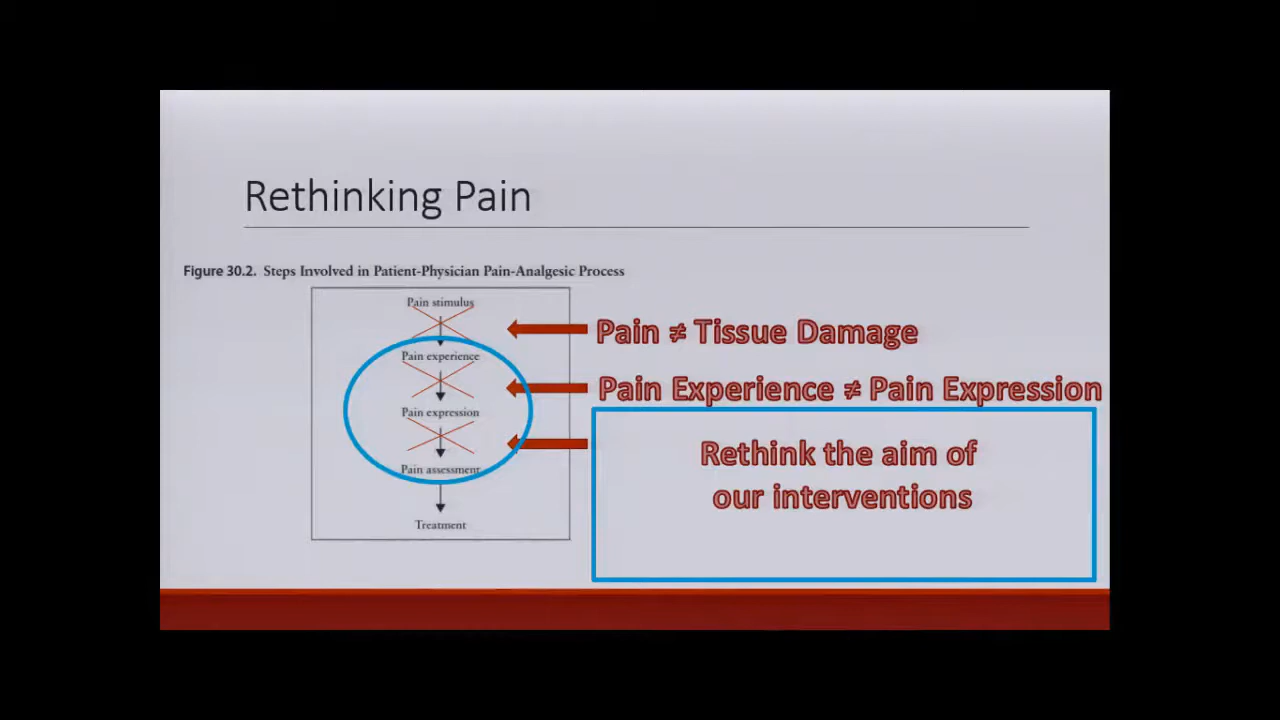 Rethinking Pain
Figure 30.2. Steps Involved in Patient-Physician Pain-Analgesic Process
Pain stimulus
Pain experience
Pain expression
Pain assessment
Treatment
Pain ≠ Tissue Damage
Pain Experience ≠ Pain Expression
Rethink the aim of
our interventions